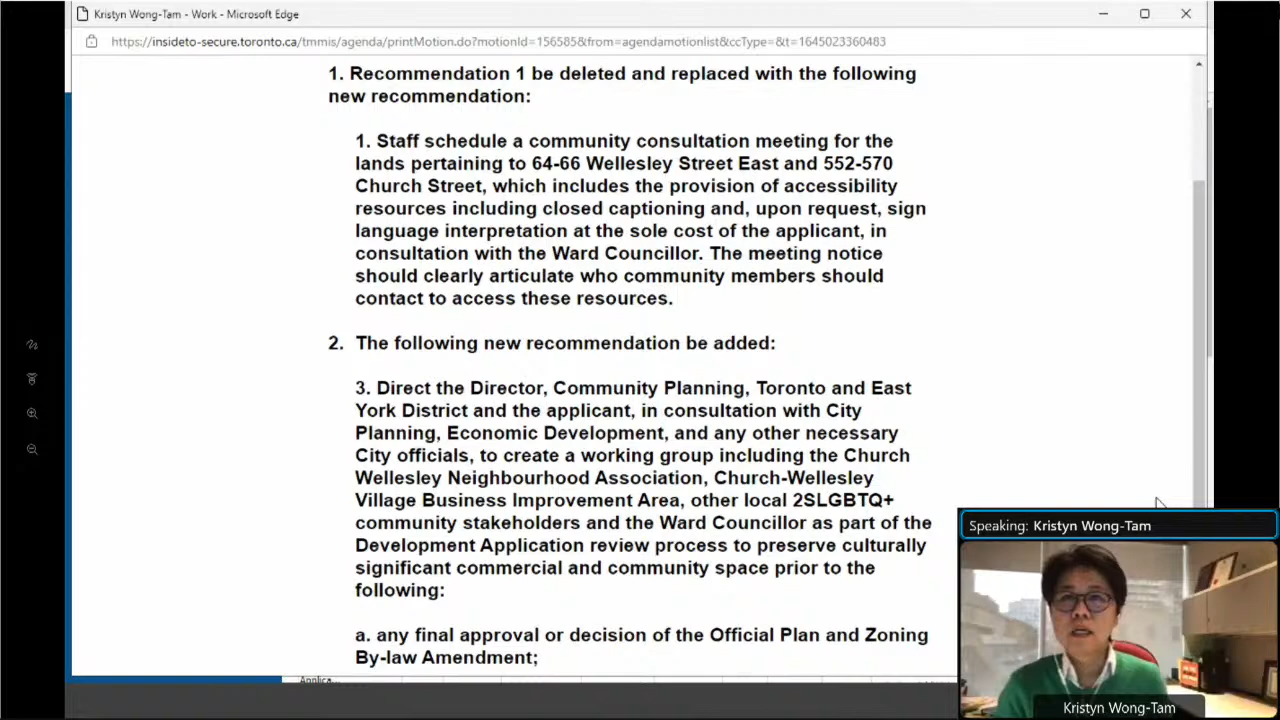 Kristyn Wong-Tam - Work - Microsoft Edge
https://insideto-secure.toronto.ca/tmmis/agenda/printMotion.do?motionId=156585&from=agendamotionlist&ccType=&t=1645023360483
1. Recommendation 1 be deleted and replaced with the following
new recommendation:
1. Staff schedule a community consultation meeting for the
lands pertaining to 64-66 Wellesley Street East and 552-570
Church Street, which includes the provision of accessibility
resources including closed captioning and, upon request, sign
language interpretation at the sole cost of the applicant, in
consultation with the Ward Councillor. The meeting notice
should clearly articulate who community members should
contact to access these resources.
2. The following new recommendation be added:
3. Direct the Director, Community Planning, Toronto and East
York District and the applicant, in consultation with City
Planning, Economic Development, and any other necessary
City officials, to create a working group including the Church
Wellesley Neighbourhood Association, Church-Wellesley
Village Business Improvement Area, other local 2SLGBTQ+
community stakeholders and the Ward Councillor as part of the
Development Application review process to preserve culturally
significant commercial and community space prior to the
following:
a. any final approval or decision of the Official Plan and Zoning
By-law Amendment;
Applica...
Speaking: Kristyn Wong-Tam
Kristyn Wong-Tam